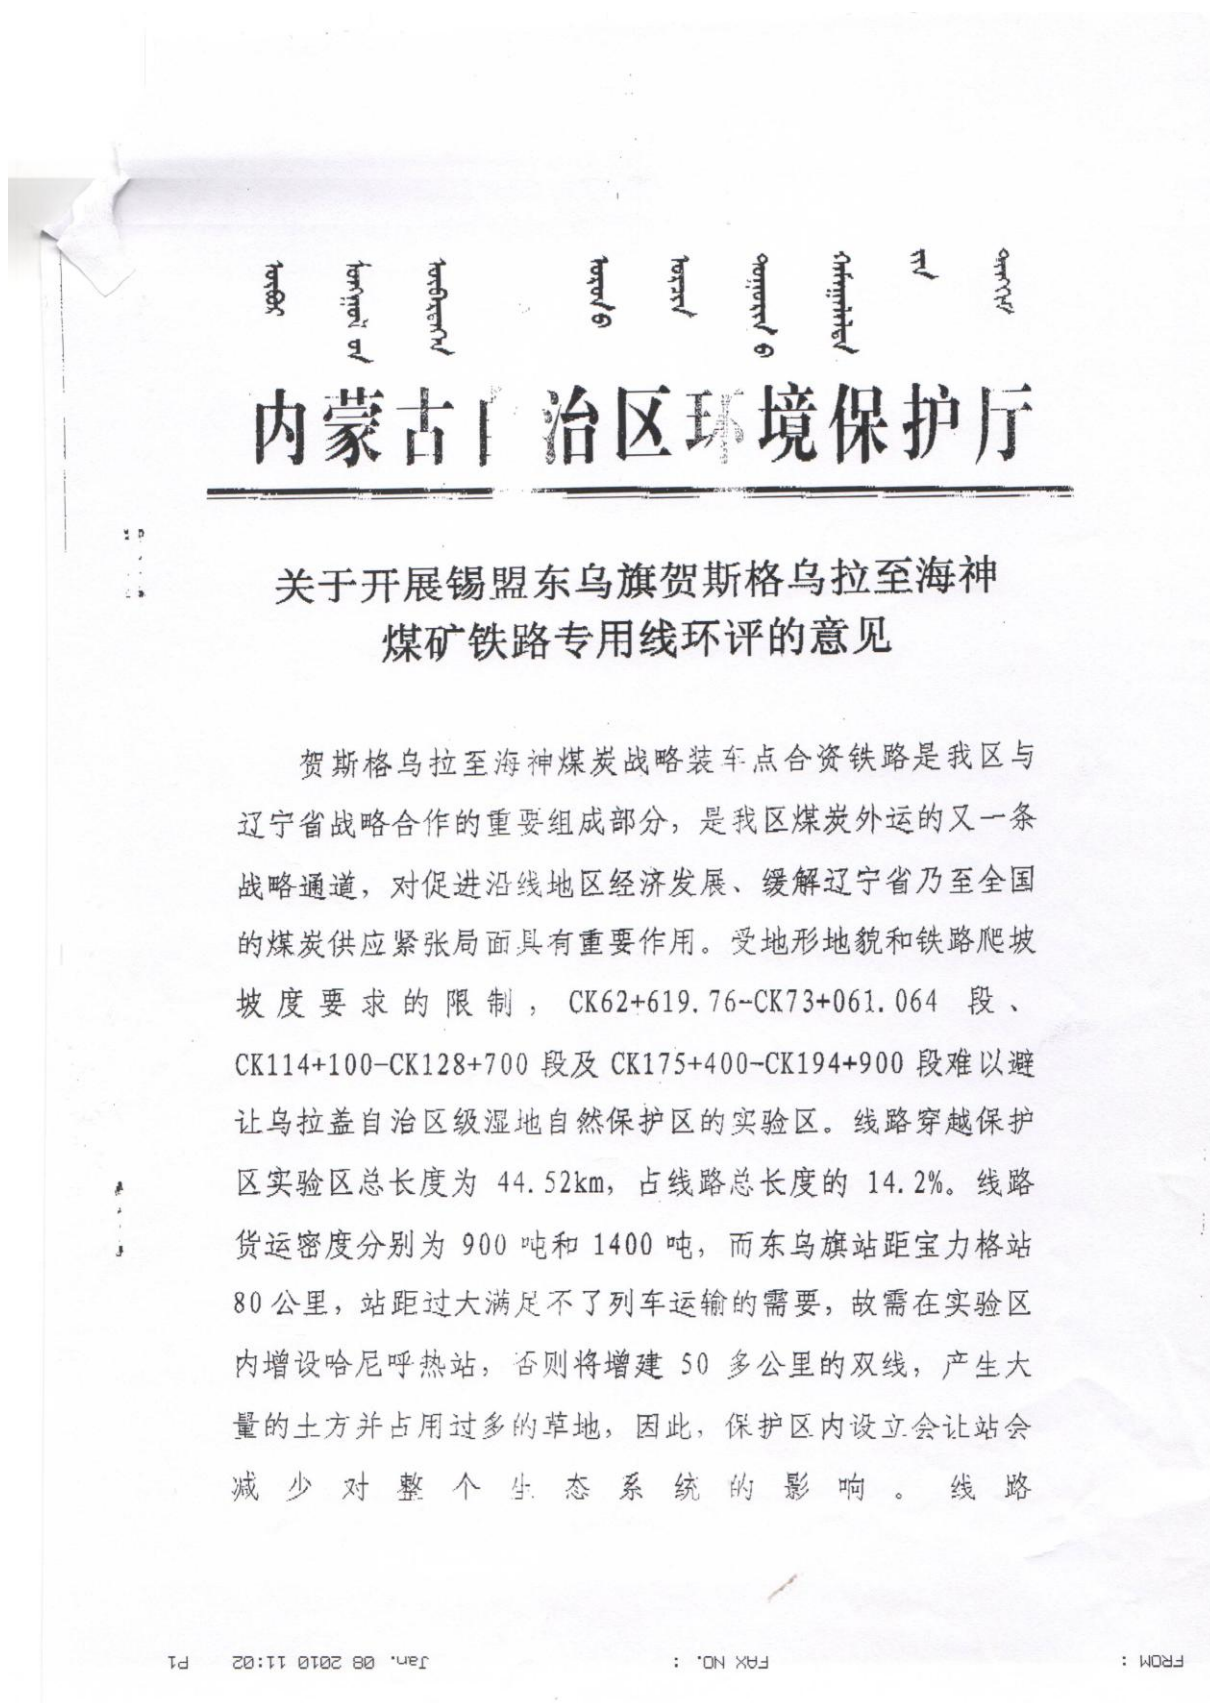 内蒙古自治区环境保护厅
关于开展锡盟东乌旗贺斯格乌拉至海神
煤矿铁路专用线环评的意见
贺斯格乌拉至海神煤炭战略装车点合资铁路是我区与
辽宁省战略合作的重要组成部分，是我区煤炭外运的又一条
战略通道，对促进沿线地区经济发展、缓解辽宁省乃至全国
的煤炭供应紧张局面具有重要作用。受地形地貌和铁路爬坡
坡度要求的限制，CK62+619.76-CK73+061.064 段、
CK114+100-CK128+700 段及 CK175+400-CK194+900 段难以避
让乌拉盖自治区级湿地自然保护区的实验区。线路穿越保护
区实验区总长度为 44.52km，占线路总长度的 14.2%。线路
货运密度分别为 900 吨和 1400 吨，而东乌旗站距宝力格站
80 公里，站距过大满足不了列车运输的需要，故需在实验区
内增设哈尼呼热站，否则将增建 50 多公里的双线，产生大
量的土方并占用过多的草地，因此，保护区内设立会让站会
减少对整个生态系统的影响。线路
FROM : FAX NO. : Jan. 08 2010 11:02 P1